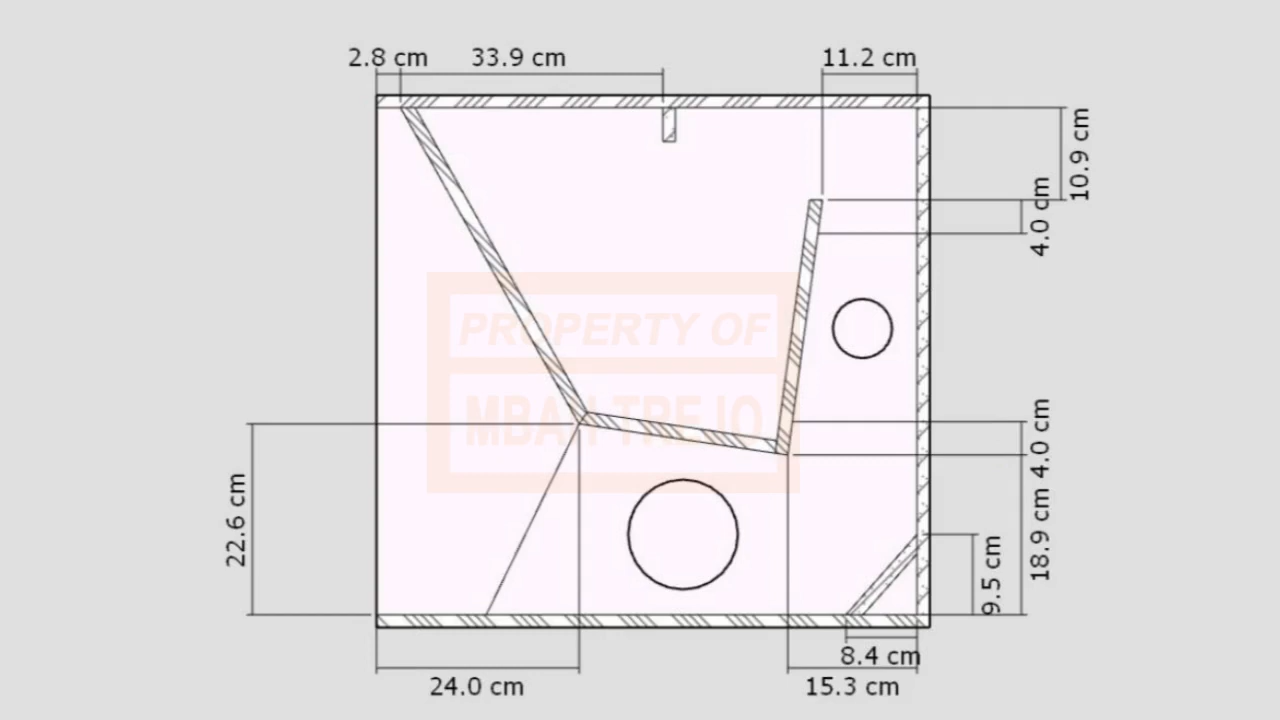 2.8 cm
33.9 cm
11.2 cm
10.9 cm
4.0 cm
PROPERTY OF
MBAH TREJO
4.0 cm
22.6 cm
18.9 cm
9.5 cm
8.4 cm
24.0 cm
15.3 cm